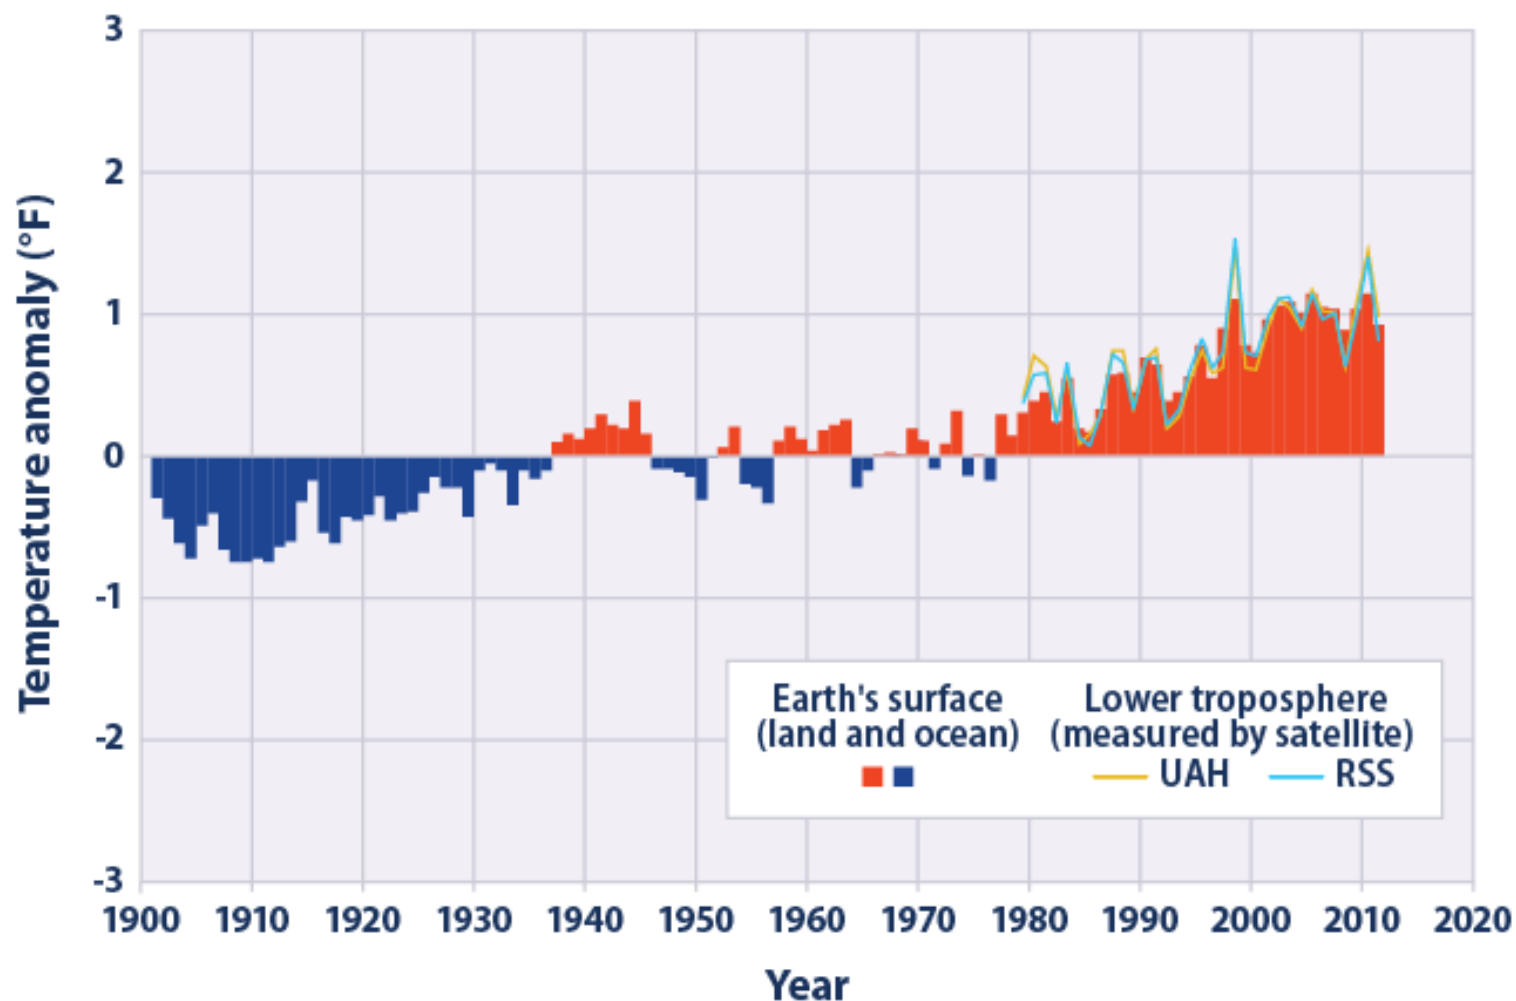 3
2
1
0
-1
-2
-3
Temperature anomaly (°F)
Earth's surface
(land and ocean)
Lower troposphere
(measured by satellite)
UAH RSS
1900 1910 1920 1930 1940 1950 1960 1970 1980 1990 2000 2010 2020
Year